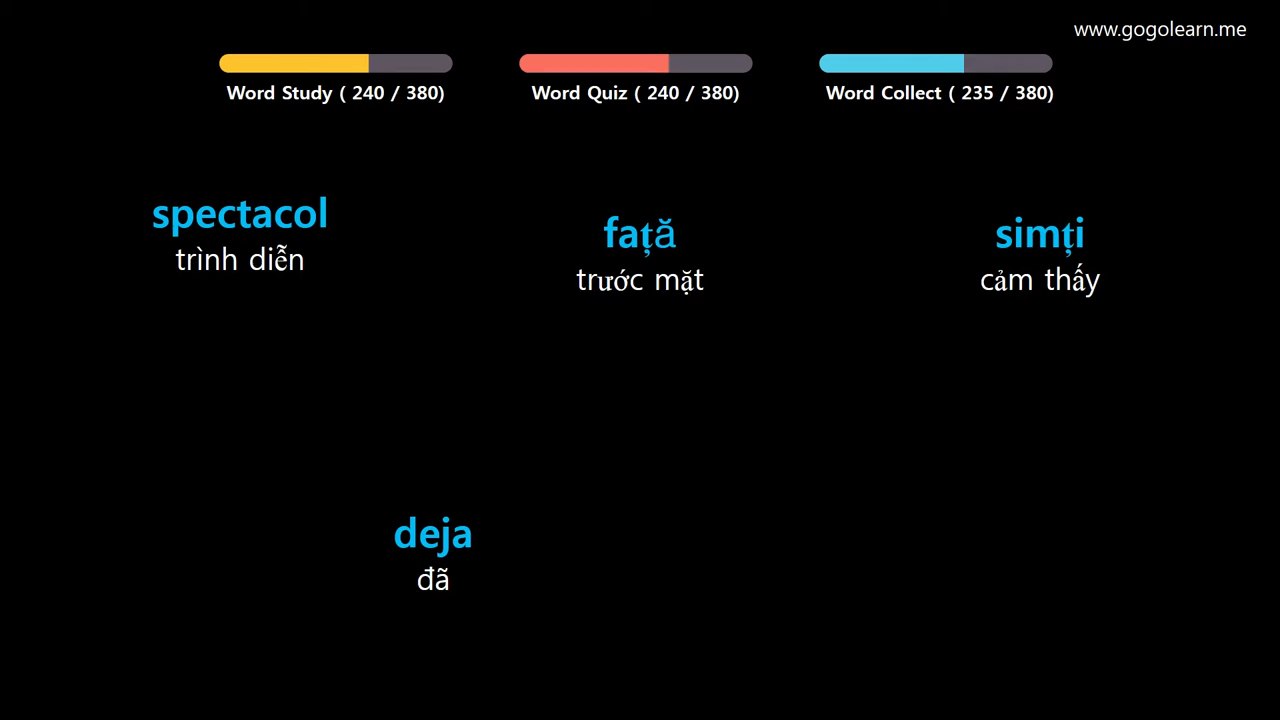 www.gogolearn.me
Word Study ( 240 / 380)
Word Quiz ( 240 / 380)
Word Collect ( 235 / 380)
spectacol
trình diễn
față
trước mặt
simți
cảm thấy
deja
đã